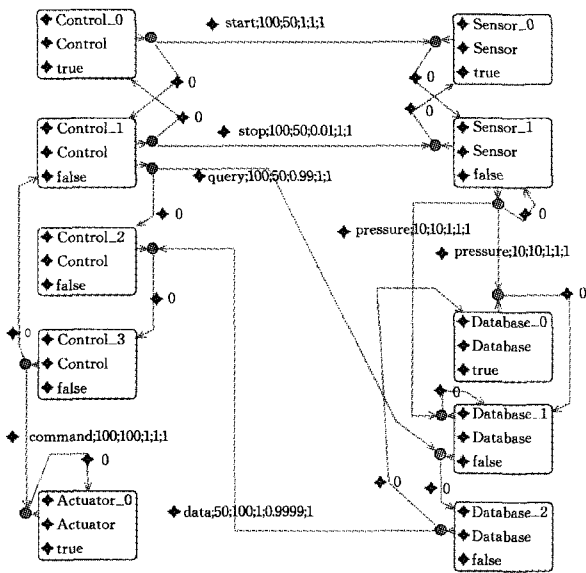 Control_0
Control
true
start;100;50;1;1;1
Sensor_0
Sensor
true
0
0
0
0
Control_1
Control
false
stop;100;50;0.01;1;1
Sensor_1
Sensor
false
query;100;50;0.99;1;1
0
0
Control_2
Control
false
pressure;10;10;1;1;1
pressure;10;10;1;1;1
0
0
Control_3
Control
false
0
Database_0
Database
true
0
Database_1
Database
false
command;100;100;1;1;1
0
0
0
Actuator_0
Actuator
true
data;50;100;1;0.9999;1
Database_2
Database
false